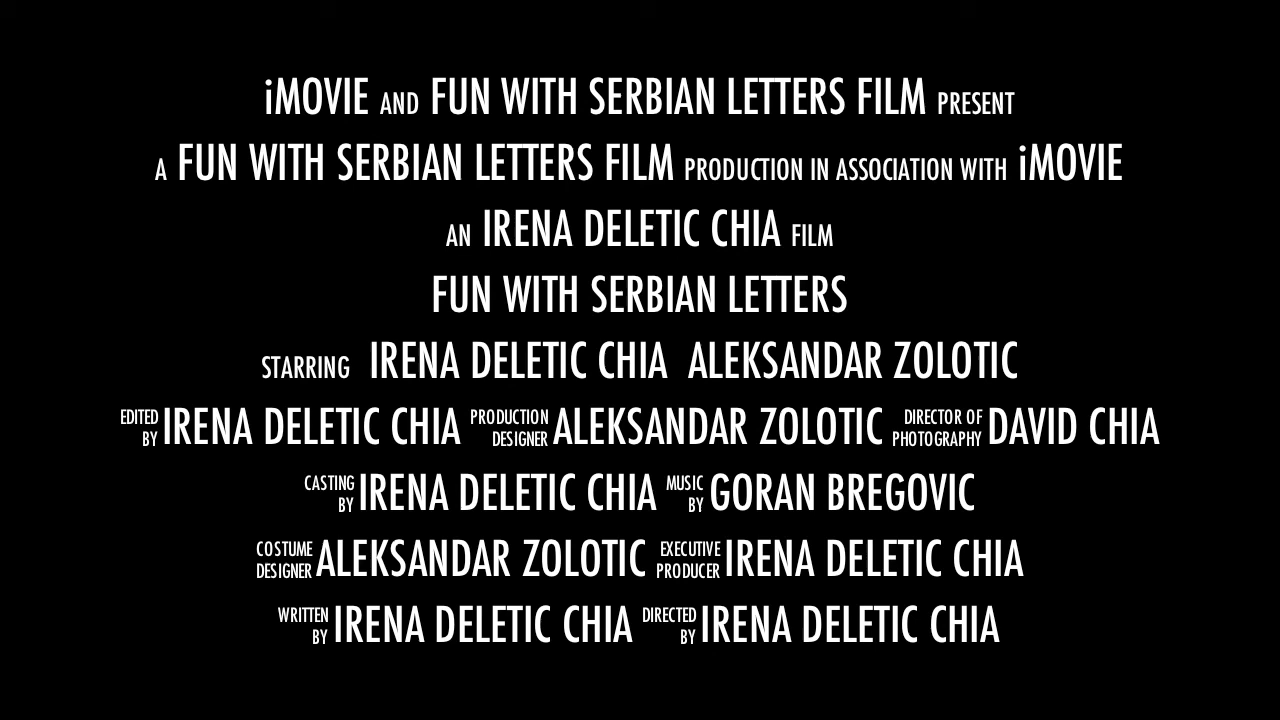 iMOVIE AND FUN WITH SERBIAN LETTERS FILM PRESENT
A FUN WITH SERBIAN LETTERS FILM PRODUCTION IN ASSOCIATION WITH iMOVIE
AN IRENA DELETIC CHIA FILM
FUN WITH SERBIAN LETTERS
STARRING IRENA DELETIC CHIA ALEKSANDAR ZOLOTIC
EDITED BY IRENA DELETIC CHIA PRODUCTION DESIGNER ALEKSANDAR ZOLOTIC DIRECTOR OF PHOTOGRAPHY DAVID CHIA
CASTING BY IRENA DELETIC CHIA MUSIC BY GORAN BREGOVIC
COSTUME DESIGNER ALEKSANDAR ZOLOTIC EXECUTIVE PRODUCER IRENA DELETIC CHIA
WRITTEN BY IRENA DELETIC CHIA DIRECTED BY IRENA DELETIC CHIA